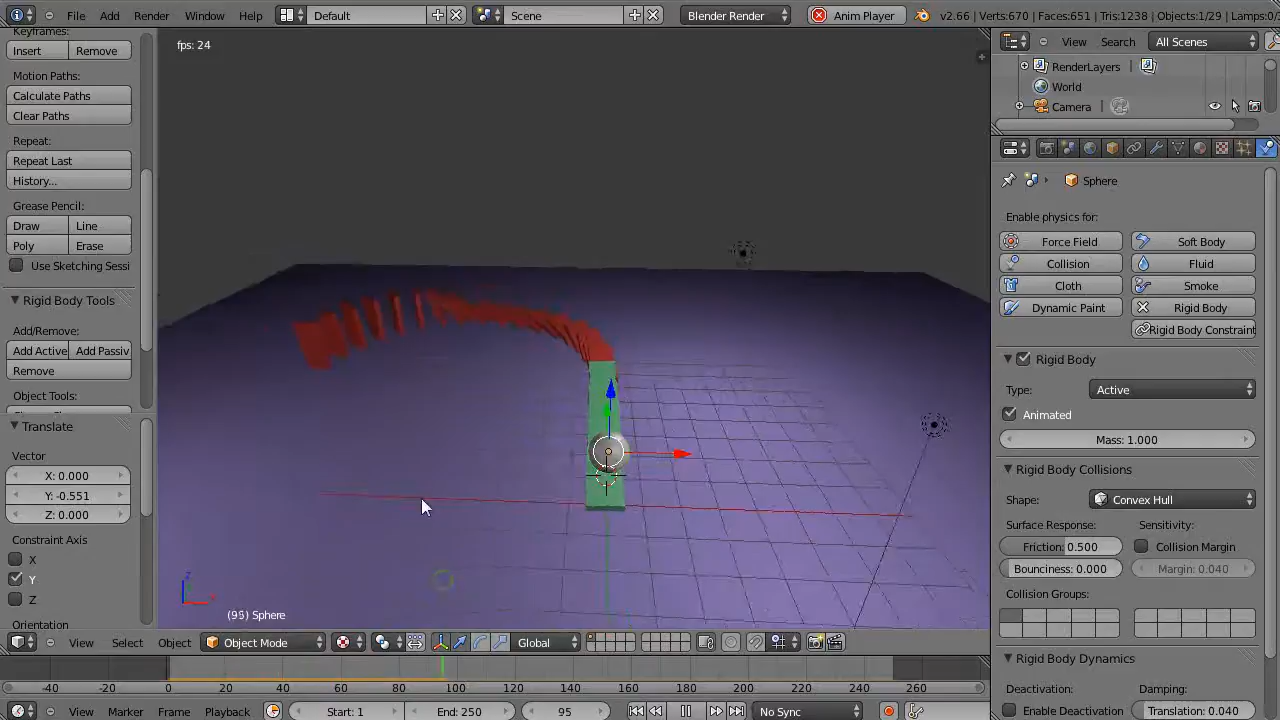 File Add Render Window Help Default Scene Blender Render Anim Player v2.66 | Verts:670 | Faces:651 | Tris:1238 | Objects:1/29 | Lamps:0/
Keyframes:
Insert Remove
Motion Paths:
Calculate Paths
Clear Paths
Repeat:
Repeat Last
History...
Grease Pencil:
Draw Line
Poly Erase
Use Sketching Sessi
Rigid Body Tools
Add/Remove:
Add Active Add Passiv
Remove
Object Tools:
Translate
Vector
X: 0.000
Y: -0.551
Z: 0.000
Constraint Axis
X
Y
Z
Orientation
fps: 24
(95) Sphere
View Select Object Object Mode Global
-40 -20 0 20 40 60 80 100 120 140 160 180 200 220 240 260
View Marker Frame Playback Start: 1 End: 250 95 No Sync
View Search All Scenes
RenderLayers
World
Camera
Sphere
Enable physics for:
Force Field Soft Body
Collision Fluid
Cloth Smoke
Dynamic Paint Rigid Body
Rigid Body Constraint
Rigid Body
Type: Active
Animated
Mass: 1.000
Rigid Body Collisions
Shape: Convex Hull
Surface Response: Sensitivity:
Friction: 0.500 Collision Margin
Bounciness: 0.000 Margin: 0.040
Collision Groups:
Rigid Body Dynamics
Deactivation: Damping:
Enable Deactivation Translation: 0.040